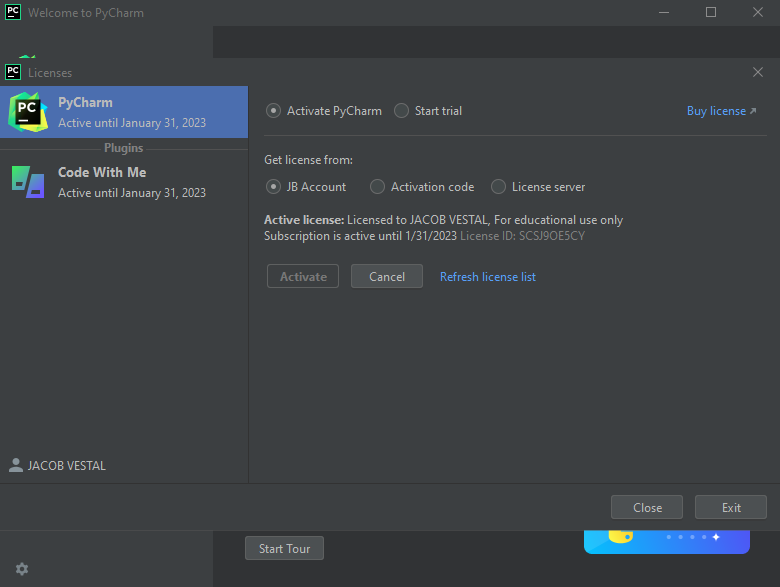 PC Welcome to PyCharm
PC Licenses
PC PyCharm
Active until January 31, 2023
Plugins
Code With Me
Active until January 31, 2023
JACOB VESTAL
Activate PyCharm Start trial Buy license
Get license from:
JB Account Activation code License server
Active license: Licensed to JACOB VESTAL, For educational use only
Subscription is active until 1/31/2023 License ID: SCSJ9OE5CY
Activate Cancel Refresh license list
Close Exit
Start Tour